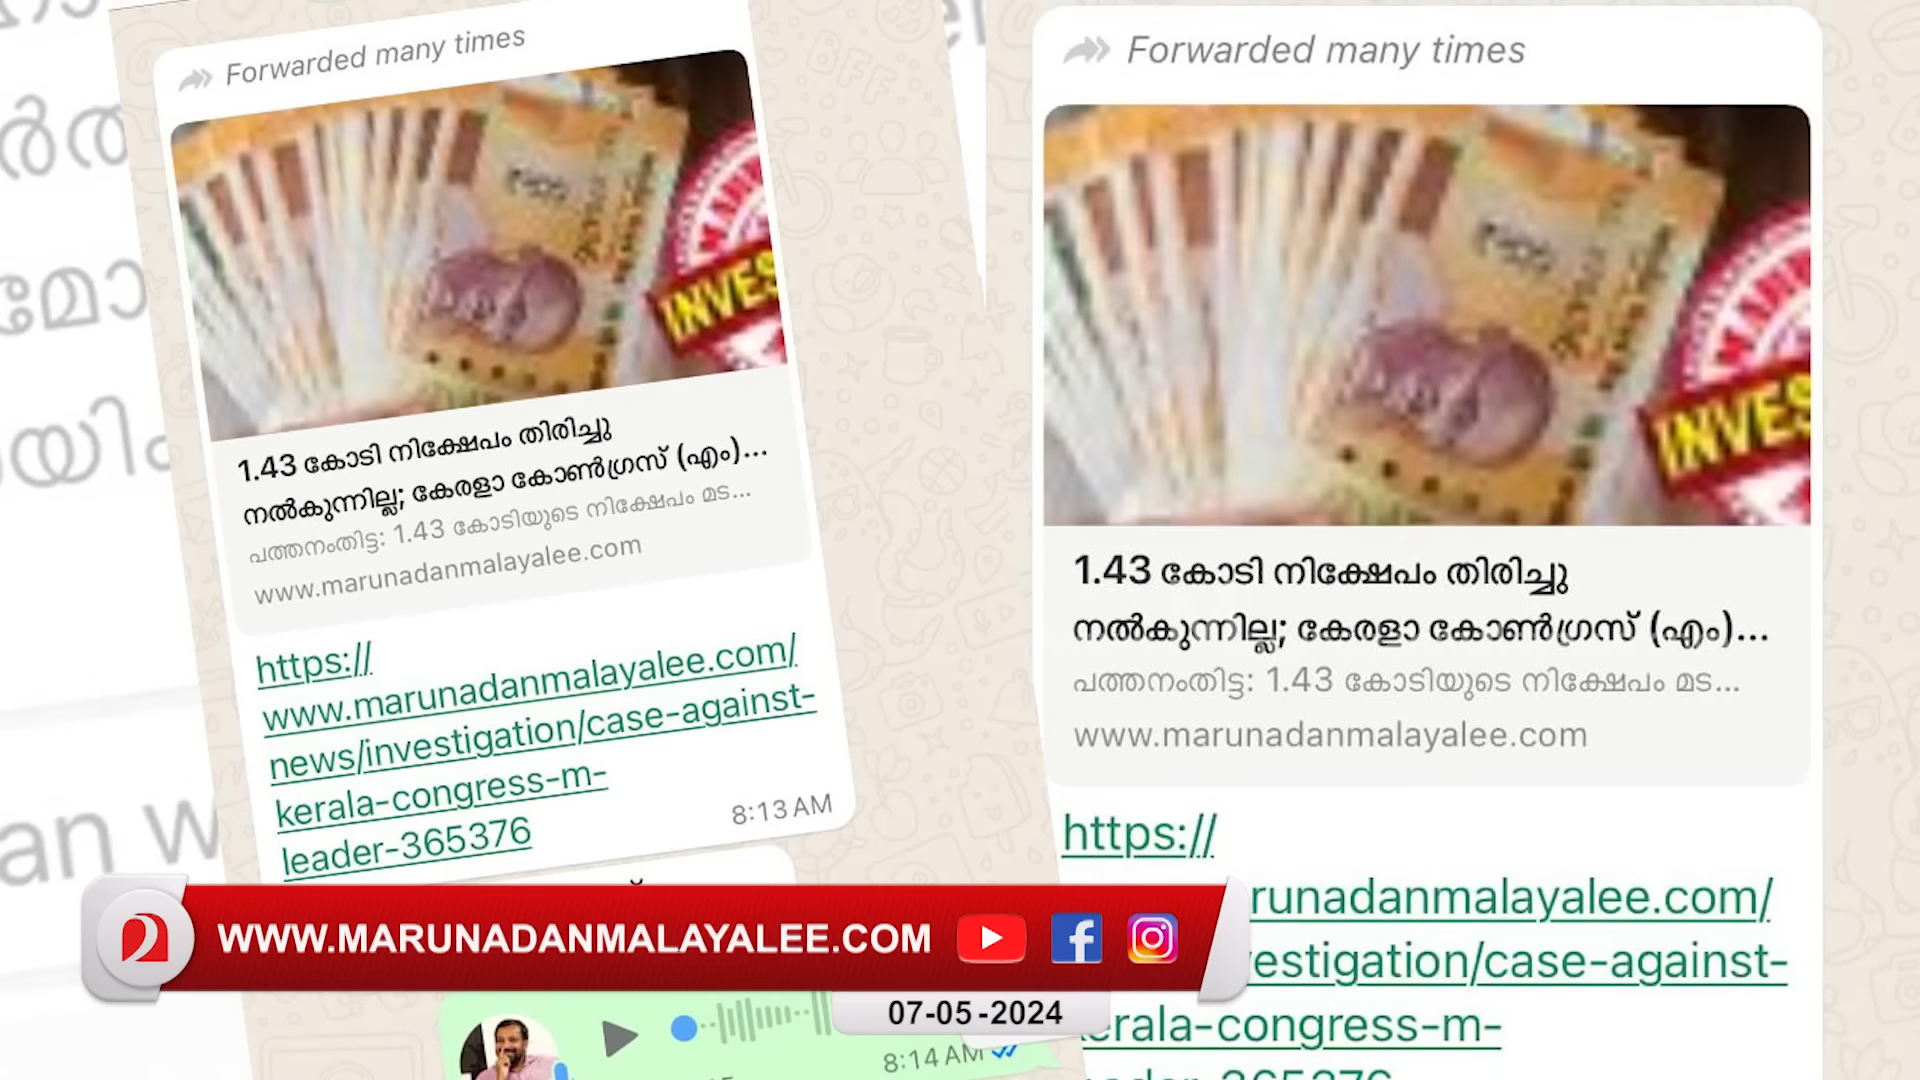 Forwarded many times
INVES
1.43 കോടി നിക്ഷേപം തിരിച്ചു
നൽകുന്നില്ല; കേരളാ കോൺഗ്രസ് (എം)...
പത്തനംതിട്ട: 1.43 കോടിയുടെ നിക്ഷേപം മട...
www.marunadanmalayalee.com
https://
www.marunadanmalayalee.com/
news/investigation/case-against-
kerala-congress-m-
leader-365376
8:13 AM
Forwarded many times
INVES
1.43 കോടി നിക്ഷേപം തിരിച്ചു
നൽകുന്നില്ല; കേരളാ കോൺഗ്രസ് (എം)...
പത്തനംതിട്ട: 1.43 കോടിയുടെ നിക്ഷേപം മട...
www.marunadanmalayalee.com
https://
runadanmalayalee.com/
estigation/case-against-
erala-congress-m-
WWW.MARUNADANMALAYALEE.COM
07-05-2024
8:14 AM